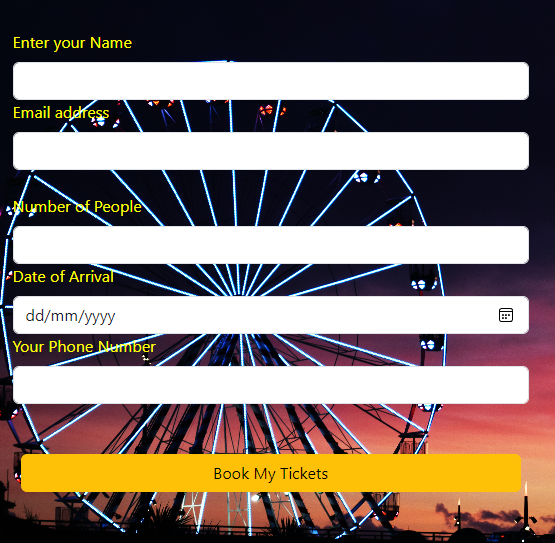 Enter your Name
Email address
Number of People
Date of Arrival
dd/mm/yyyy
Your Phone Number
Book My Tickets